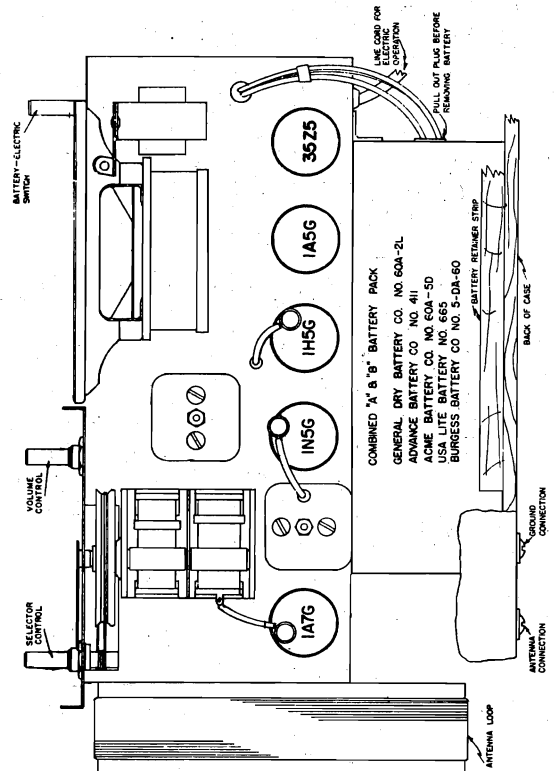 BATTERY-ELECTRIC
SWITCH
VOLUME
CONTROL
SELECTOR
CONTROL
LINE CORD FOR
ELECTRIC
OPERATION
PULL OUT PLUG BEFORE
REMOVING BATTERY
35Z5
1A5G
1H5G
1N5G
1A7G
COMBINED "A" & "B" BATTERY PACK
GENERAL DRY BATTERY CO. NO. 60A-2L
ADVANCE BATTERY CO NO. 411
ACME BATTERY CO. NO. 60A-5D
USA LITE BATTERY NO. 665
BURGESS BATTERY CO NO. 5-DA-60
BATTERY RETAINER STRIP
BACK OF CASE
GROUND
CONNECTION
ANTENNA
CONNECTION
ANTENNA LOOP